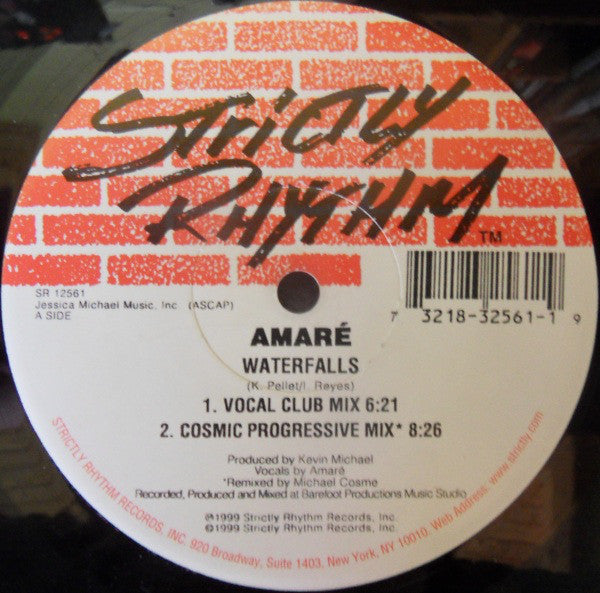 STRICTLY
RHYTHM
TM
SR 12561
Jessica Michael Music, Inc. (ASCAP)
A SIDE
7 3218-32561-1 9
AMARÉ
WATERFALLS
(K. Pellet/I. Reyes)
1. VOCAL CLUB MIX 6:21
2. COSMIC PROGRESSIVE MIX* 8:26
Produced by Kevin Michael
Vocals by Amaré
*Remixed by Michael Cosme
Recorded, Produced and Mixed at Barefoot Productions Music Studio
℗1999 Strictly Rhythm Records, Inc.
©1999 Strictly Rhythm Records, Inc.
STRICTLY RHYTHM RECORDS, INC. 920 Broadway, Suite 1403, New York, NY, 10010. Web Address, www.strictly.com